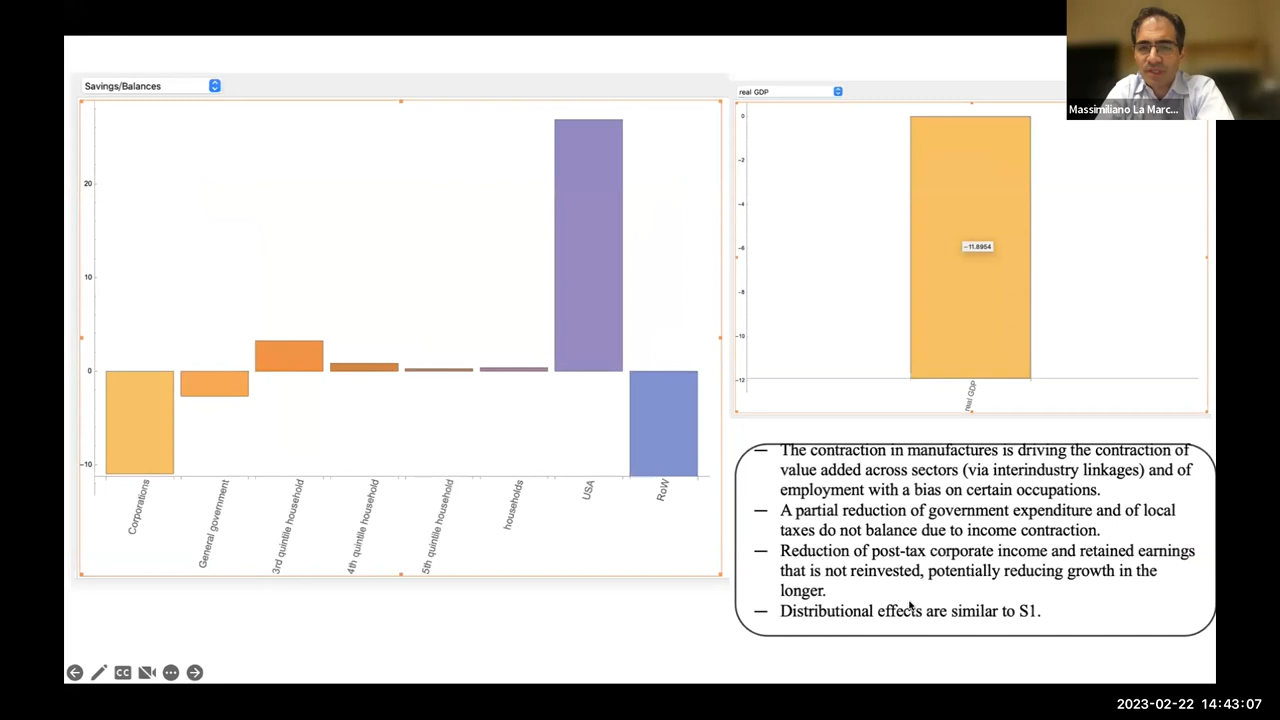 Savings/Balances
20
10
0
-10
Corporations
General government
3rd quintile household
4th quintile household
5th quintile household
households
USA
RoW
real GDP
0
-2
-4
-6
-8
-10
-12
-11.8954
real GDP
Massimiliano La Marc...
— The contraction in manufactures is driving the contraction of
value added across sectors (via interindustry linkages) and of
employment with a bias on certain occupations.
— A partial reduction of government expenditure and of local
taxes do not balance due to income contraction.
— Reduction of post-tax corporate income and retained earnings
that is not reinvested, potentially reducing growth in the
longer.
— Distributional effects are similar to S1.
CC
2023-02-22 14:43:07